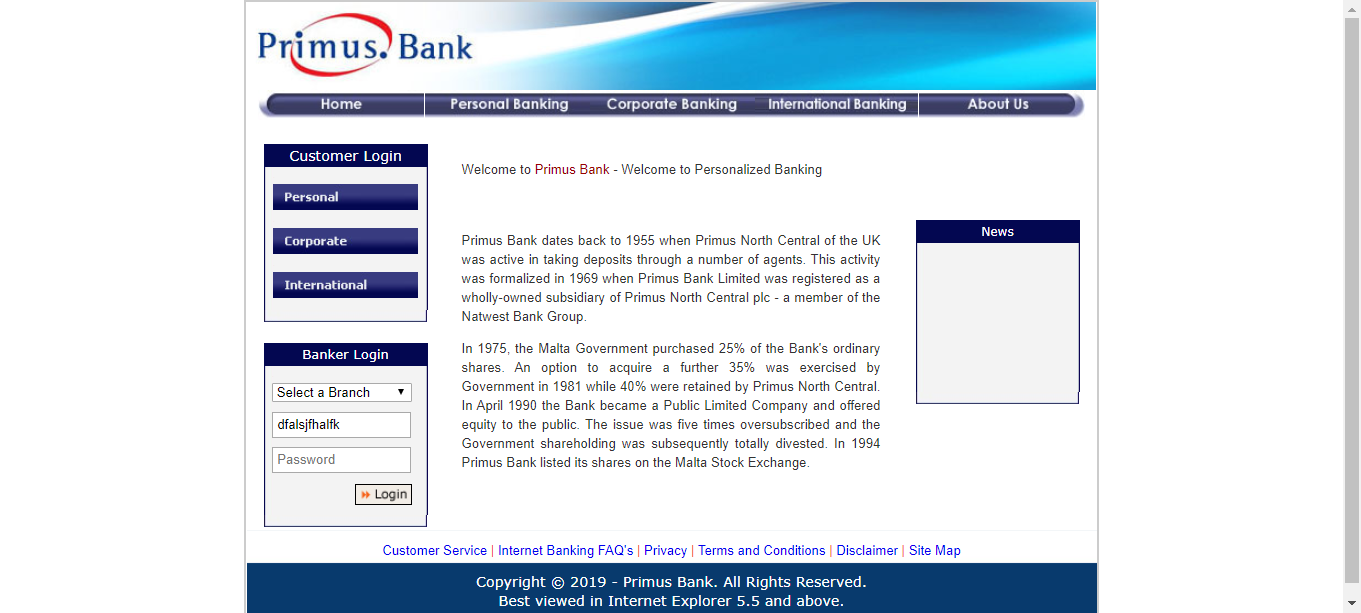 Primus Bank
Home Personal Banking Corporate Banking International Banking About Us
Customer Login
Personal
Corporate
International
Banker Login
Select a Branch
dfalsjfhalfk
Password
Login
Welcome to Primus Bank - Welcome to Personalized Banking
Primus Bank dates back to 1955 when Primus North Central of the UK
was active in taking deposits through a number of agents. This activity
was formalized in 1969 when Primus Bank Limited was registered as a
wholly-owned subsidiary of Primus North Central plc - a member of the
Natwest Bank Group.
In 1975, the Malta Government purchased 25% of the Bank's ordinary
shares. An option to acquire a further 35% was exercised by
Government in 1981 while 40% were retained by Primus North Central.
In April 1990 the Bank became a Public Limited Company and offered
equity to the public. The issue was five times oversubscribed and the
Government shareholding was subsequently totally divested. In 1994
Primus Bank listed its shares on the Malta Stock Exchange.
News
Customer Service | Internet Banking FAQ's | Privacy | Terms and Conditions | Disclaimer | Site Map
Copyright © 2019 - Primus Bank. All Rights Reserved.
Best viewed in Internet Explorer 5.5 and above.